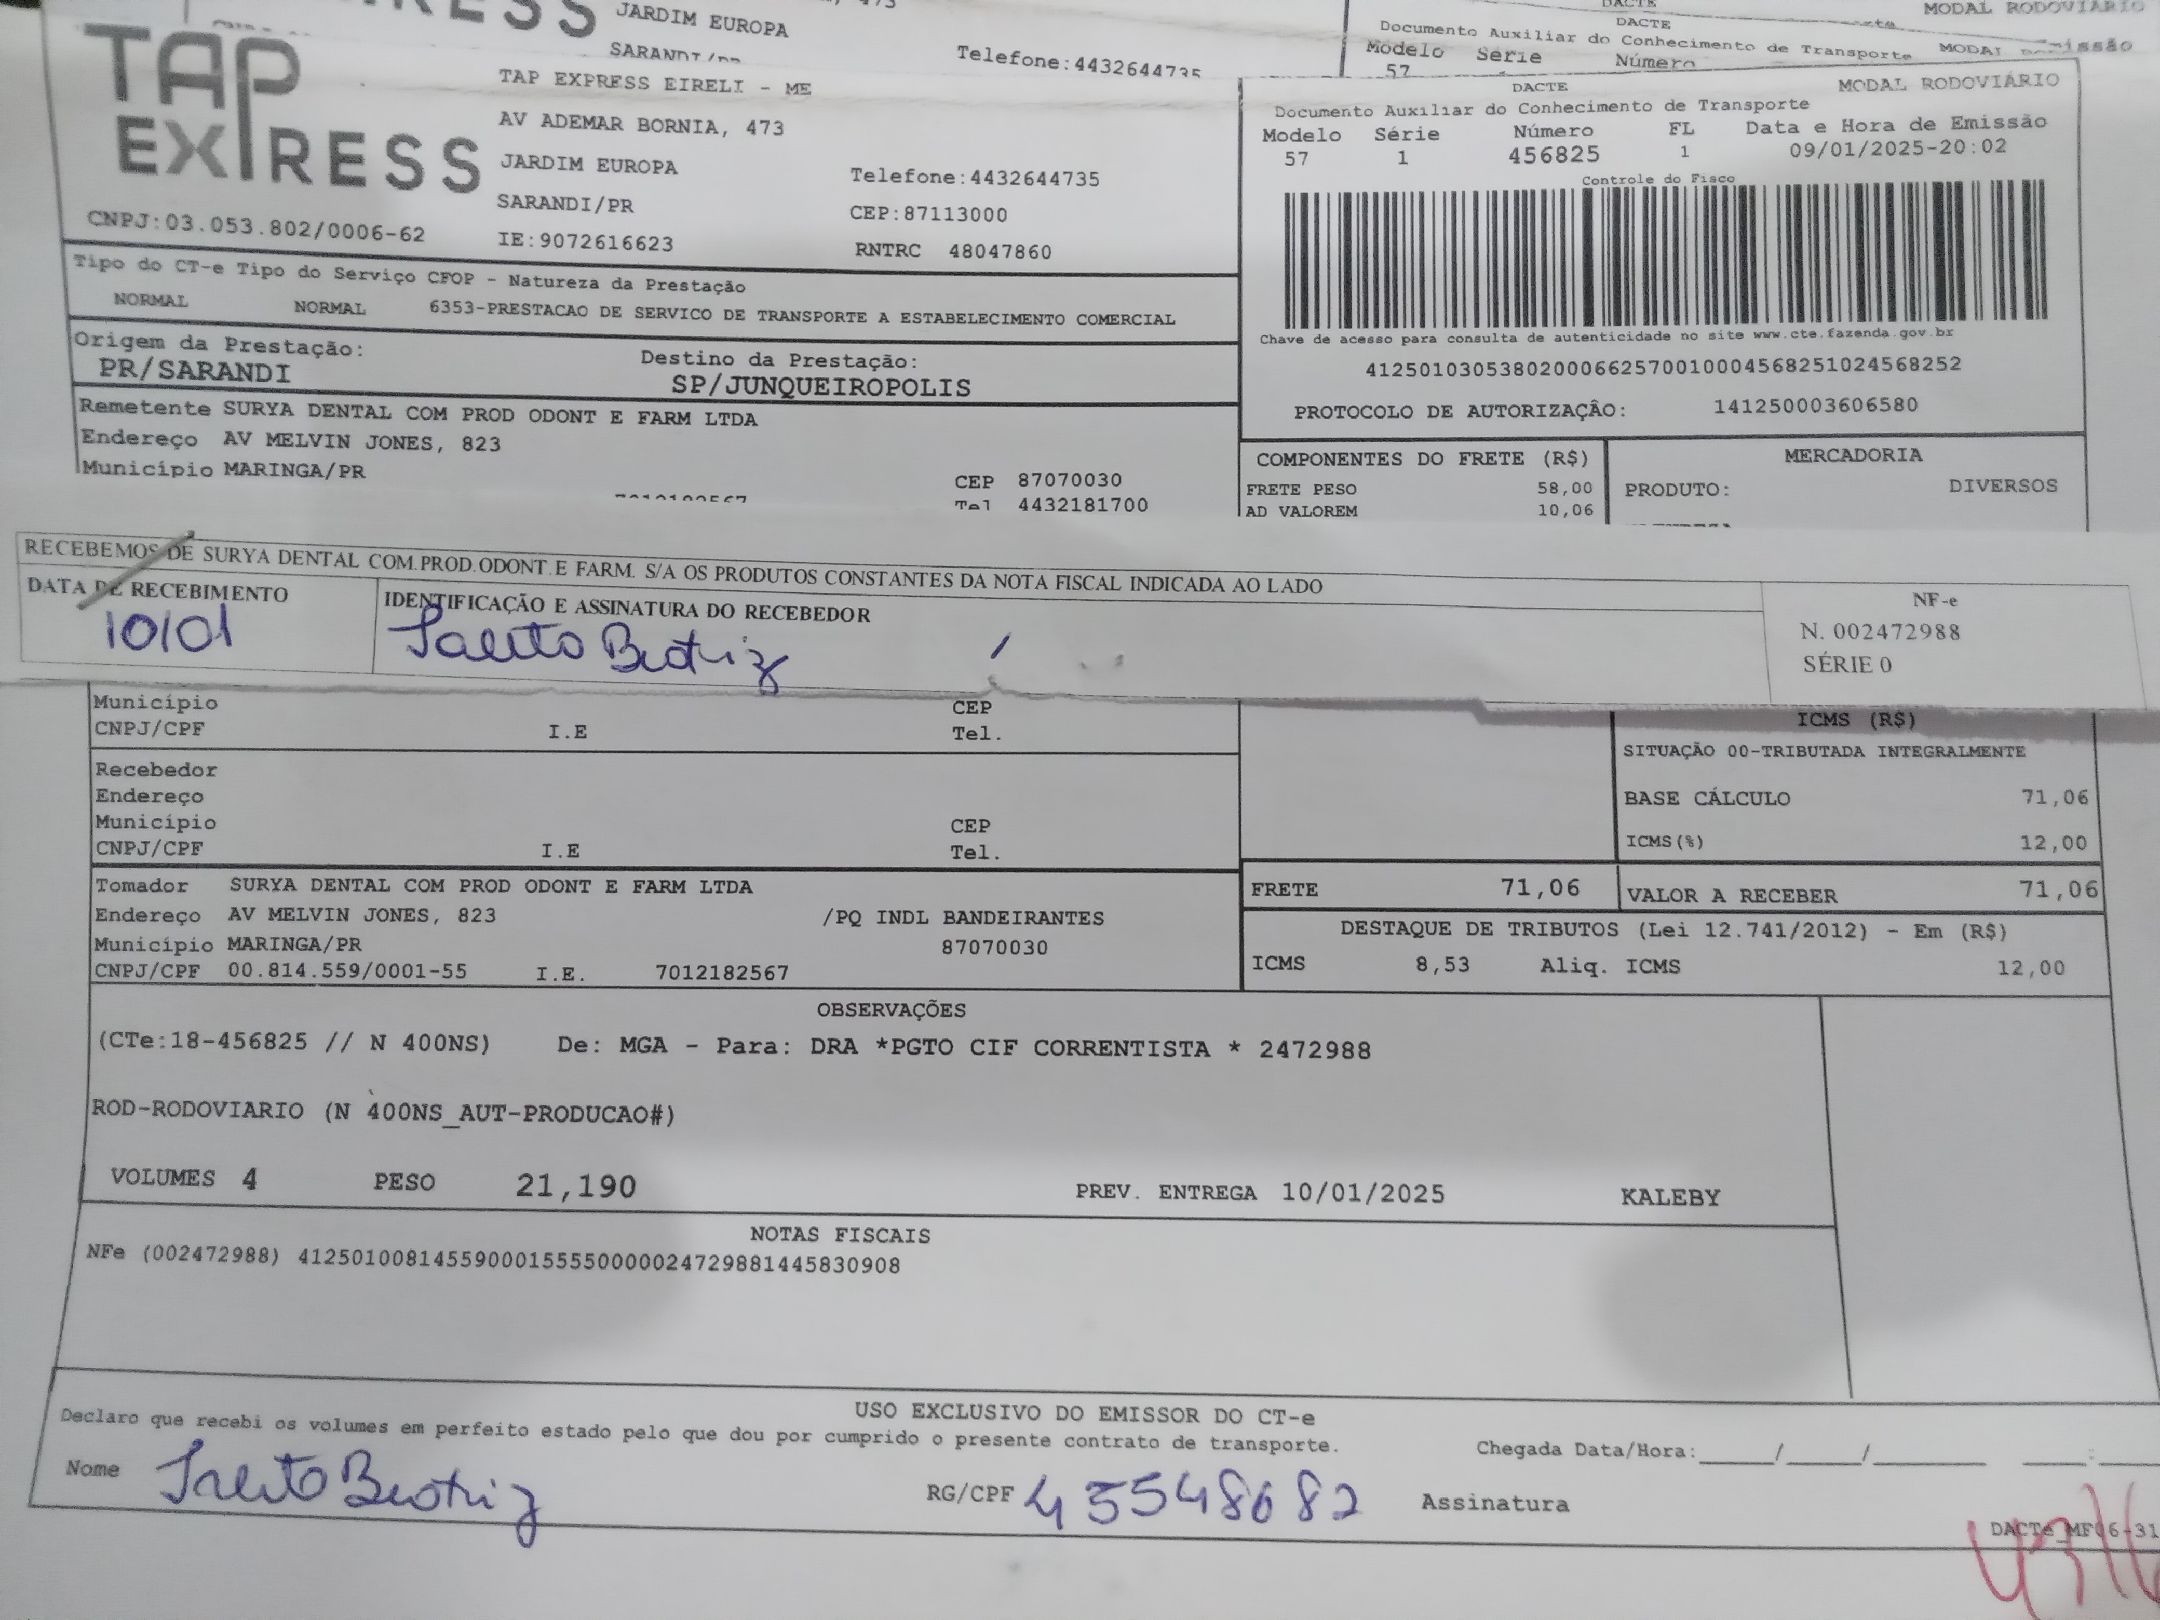 JARDIM EUROPA
SARANDI/PR
Telefone:4432644735
DACTE
MODAL RODOVIÁRIO
Documento Auxiliar do Conhecimento de Transporte
Modelo Série Número
57
TAP EXPRESS
TAP EXPRESS EIRELI - ME
AV ADEMAR BORNIA, 473
JARDIM EUROPA
Telefone:4432644735
SARANDI/PR
CEP:87113000
CNPJ:03.053.802/0006-62
IE:9072616623
RNTRC 48047860
DACTE
MODAL RODOVIÁRIO
Documento Auxiliar do Conhecimento de Transporte
Modelo Série Número FL Data e Hora de Emissão
57 1 456825 1 09/01/2025-20:02
Controle do Fisco
Chave de acesso para consulta de autenticidade no site www.cte.fazenda.gov.br
41250103053802000662570010004568251024568252
PROTOCOLO DE AUTORIZAÇÃO: 141250003606580
Tipo do CT-e Tipo do Serviço CFOP - Natureza da Prestação
NORMAL NORMAL 6353-PRESTACAO DE SERVICO DE TRANSPORTE A ESTABELECIMENTO COMERCIAL
Origem da Prestação: Destino da Prestação:
PR/SARANDI SP/JUNQUEIROPOLIS
Remetente SURYA DENTAL COM PROD ODONT E FARM LTDA
Endereço AV MELVIN JONES, 823
Município MARINGA/PR CEP 87070030
Tel 4432181700
COMPONENTES DO FRETE (R$)
FRETE PESO 58,00
AD VALOREM 10,06
MERCADORIA
PRODUTO: DIVERSOS
RECEBEMOS DE SURYA DENTAL COM.PROD.ODONT.E FARM. S/A OS PRODUTOS CONSTANTES DA NOTA FISCAL INDICADA AO LADO
DATA DE RECEBIMENTO
IDENTIFICAÇÃO E ASSINATURA DO RECEBEDOR
10/01
Beatriz
NF-e
N. 002472988
SÉRIE 0
Município CEP
CNPJ/CPF I.E Tel.
Recebedor
Endereço
Município CEP
CNPJ/CPF I.E Tel.
ICMS (R$)
SITUAÇÃO 00-TRIBUTADA INTEGRALMENTE
BASE CÁLCULO 71,06
ICMS(%) 12,00
Tomador SURYA DENTAL COM PROD ODONT E FARM LTDA
Endereço AV MELVIN JONES, 823 /PQ INDL BANDEIRANTES
Município MARINGA/PR 87070030
CNPJ/CPF 00.814.559/0001-55 I.E. 7012182567
FRETE 71,06 VALOR A RECEBER 71,06
DESTAQUE DE TRIBUTOS (Lei 12.741/2012) - Em (R$)
ICMS 8,53 Aliq. ICMS 12,00
OBSERVAÇÕES
(CTe:18-456825 // N 400NS) De: MGA - Para: DRA *PGTO CIF CORRENTISTA * 2472988
ROD-RODOVIARIO (N 400NS_AUT-PRODUCAO#)
VOLUMES 4 PESO 21,190 PREV. ENTREGA 10/01/2025 KALEBY
NOTAS FISCAIS
NFe (002472988) 41250100814559000155550000024729881445830908
USO EXCLUSIVO DO EMISSOR DO CT-e
Declaro que recebi os volumes em perfeito estado pelo que dou por cumprido o presente contrato de transporte.
Chegada Data/Hora:_____/_____/________ ____:____
Nome Beatriz RG/CPF 455548682 Assinatura
DACTe_MF06-31